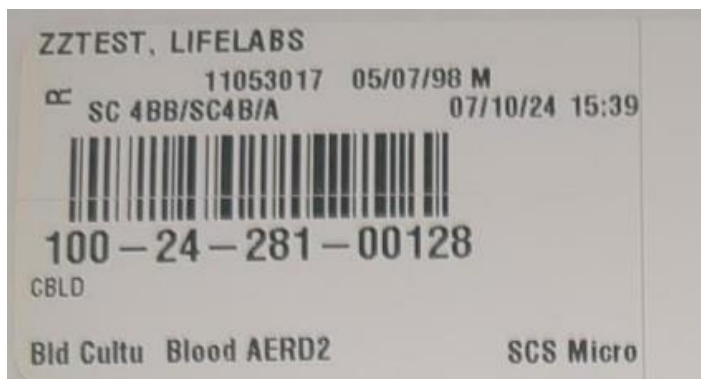 ZZTEST, LIFELABS
R 11053017 05/07/98 M
SC 4BB/SC4B/A 07/10/24 15:39
100-24-281-00128
CBLD
Bld Cultu Blood AERD2 SCS Micro